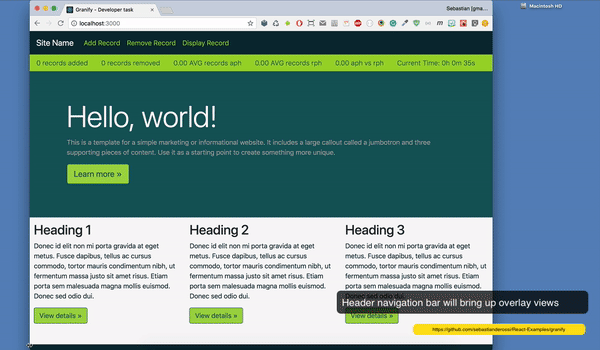 Granify - Developer task
Sebastian [gma...
Macintosh HD
localhost:3000
Site Name
Add Record
Remove Record
Display Record
0 records added
0 records removed
0.00 AVG records aph
0.00 AVG records rph
0.00 aph vs rph
Current Time: 0h 0m 35s
Hello, world!
This is a template for a simple marketing or informational website. It includes a large callout called a jumbotron and three
supporting pieces of content. Use it as a starting point to create something more unique.
Learn more »
Heading 1
Donec id elit non mi porta gravida at eget
metus. Fusce dapibus, tellus ac cursus
commodo, tortor mauris condimentum nibh, ut
fermentum massa justo sit amet risus. Etiam
porta sem malesuada magna mollis euismod.
Donec sed odio dui.
View details »
Heading 2
Donec id elit non mi porta gravida at eget
metus. Fusce dapibus, tellus ac cursus
commodo, tortor mauris condimentum nibh, ut
fermentum massa justo sit amet risus. Etiam
porta sem malesuada magna mollis euismod.
Donec sed odio dui.
View details »
Heading 3
Donec id elit non mi porta gravida at eget
metus. Fusce dapibus, tellus ac cursus
commodo, tortor mauris condimentum nibh, ut
fermentum massa justo sit amet risus. Etiam
porta sem malesuada magna mollis euismod.
Donec sed odio dui.
View details »
Header navigation bar will bring up overlay views
https://github.com/sebastianderossi/React-Examples/granify